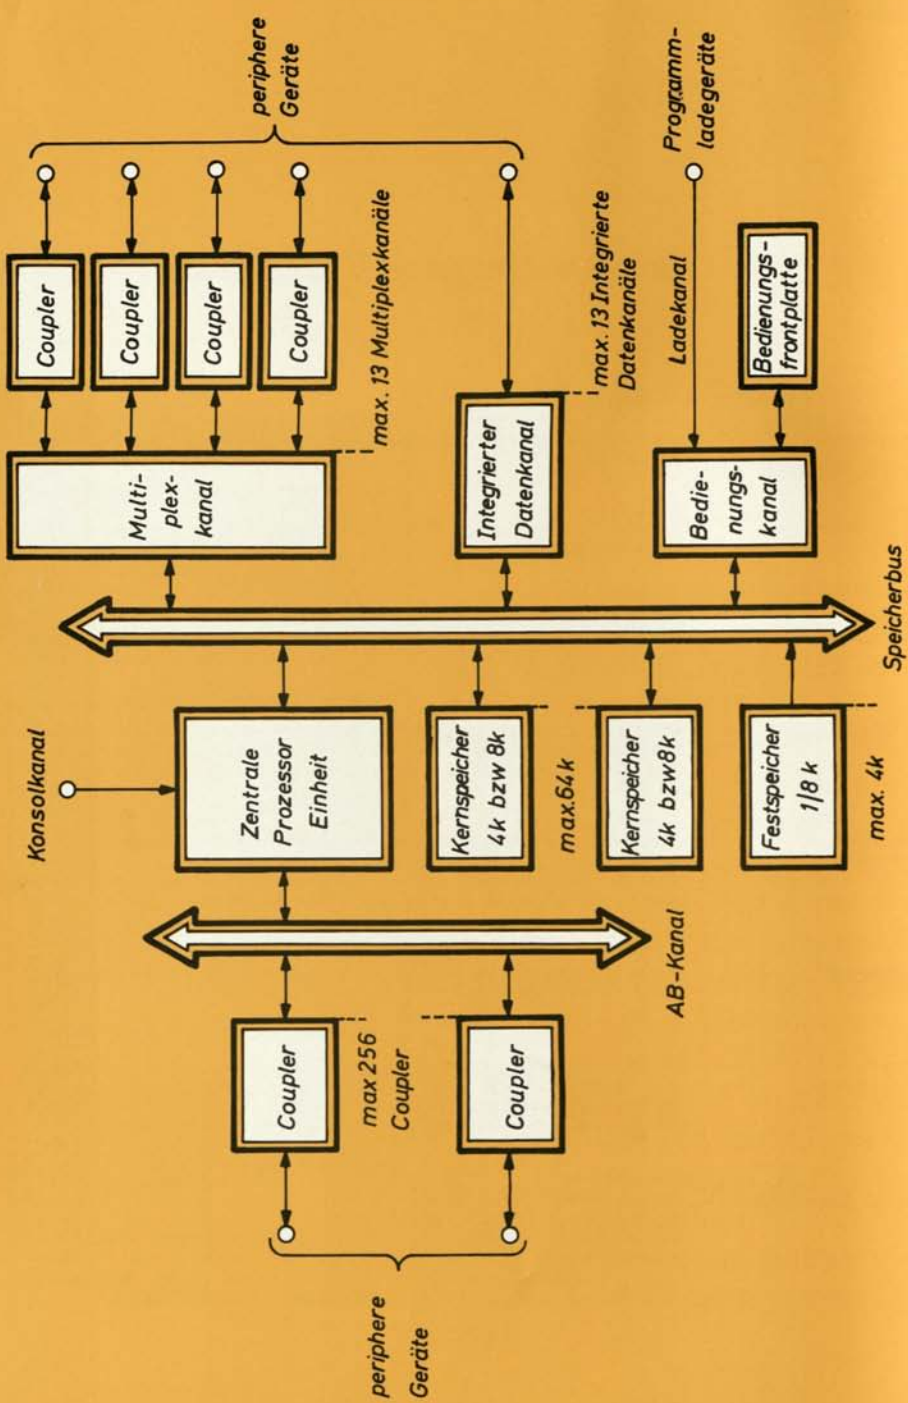 periphere
Geräte
Coupler
Coupler
Coupler
Coupler
max. 13 Multiplexkanäle
Multi-
plex-
kanal
Integrierter
Datenkanal
max. 13 Integrierte
Datenkanäle
Programm-
ladegeräte
Ladekanal
Bedienungs-
frontplatte
Bedie-
nungs-
kanal
Speicherbus
Konsolkanal
Zentrale
Prozessor
Einheit
Kernspeicher
4k bzw 8k
max. 64k
Kernspeicher
4k bzw 8k
Festspeicher
1/8 k
max. 4k
AB-Kanal
Coupler
max 256
Coupler
Coupler
periphere
Geräte